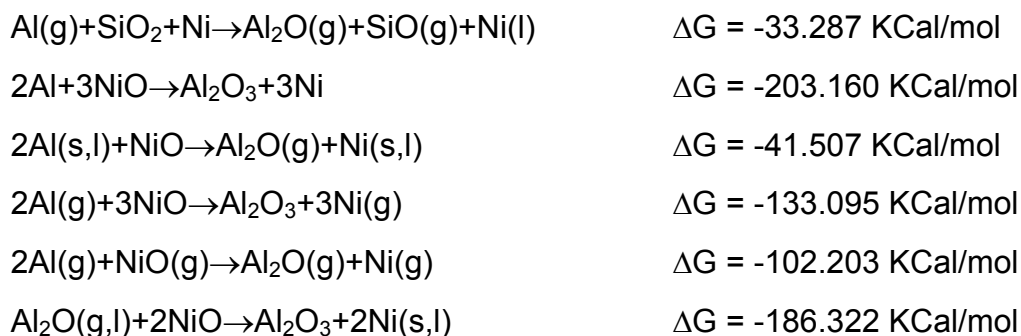 Al(g)+SiO₂+Ni→Al₂O(g)+SiO(g)+Ni(l) ΔG = -33.287 KCal/mol
2Al+3NiO→Al₂O₃+3Ni ΔG = -203.160 KCal/mol
2Al(s,l)+NiO→Al₂O(g)+Ni(s,l) ΔG = -41.507 KCal/mol
2Al(g)+3NiO→Al₂O₃+3Ni(g) ΔG = -133.095 KCal/mol
2Al(g)+NiO(g)→Al₂O(g)+Ni(g) ΔG = -102.203 KCal/mol
Al₂O(g,l)+2NiO→Al₂O₃+2Ni(s,l) ΔG = -186.322 KCal/mol